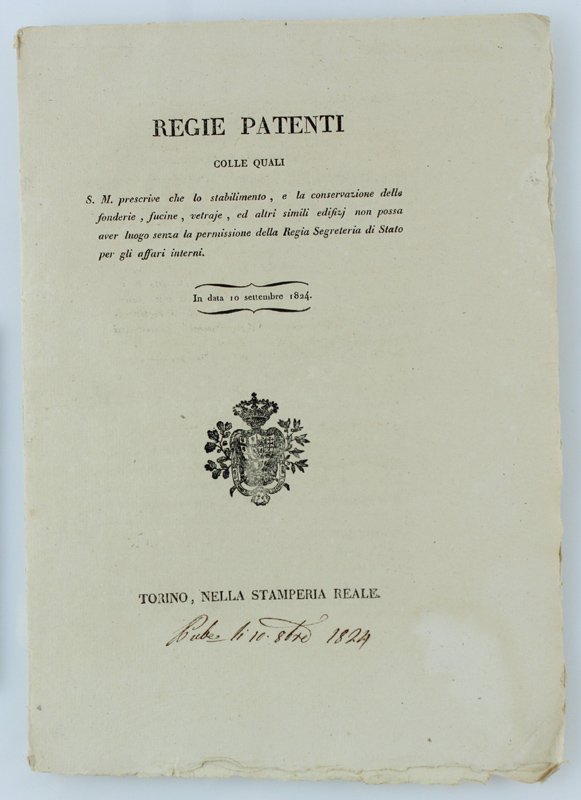 REGIE PATENTI
COLLE QUALI
S. M. prescrive che lo stabilimento, e la conservazione delle
fonderie, fucine, vetraje, ed altri simili edifizj non possa
aver luogo senza la permissione della Regia Segreteria di Stato
per gli affari interni.
In data 10 settembre 1824.
TORINO, NELLA STAMPERIA REALE.
li 10. 8bre 1824